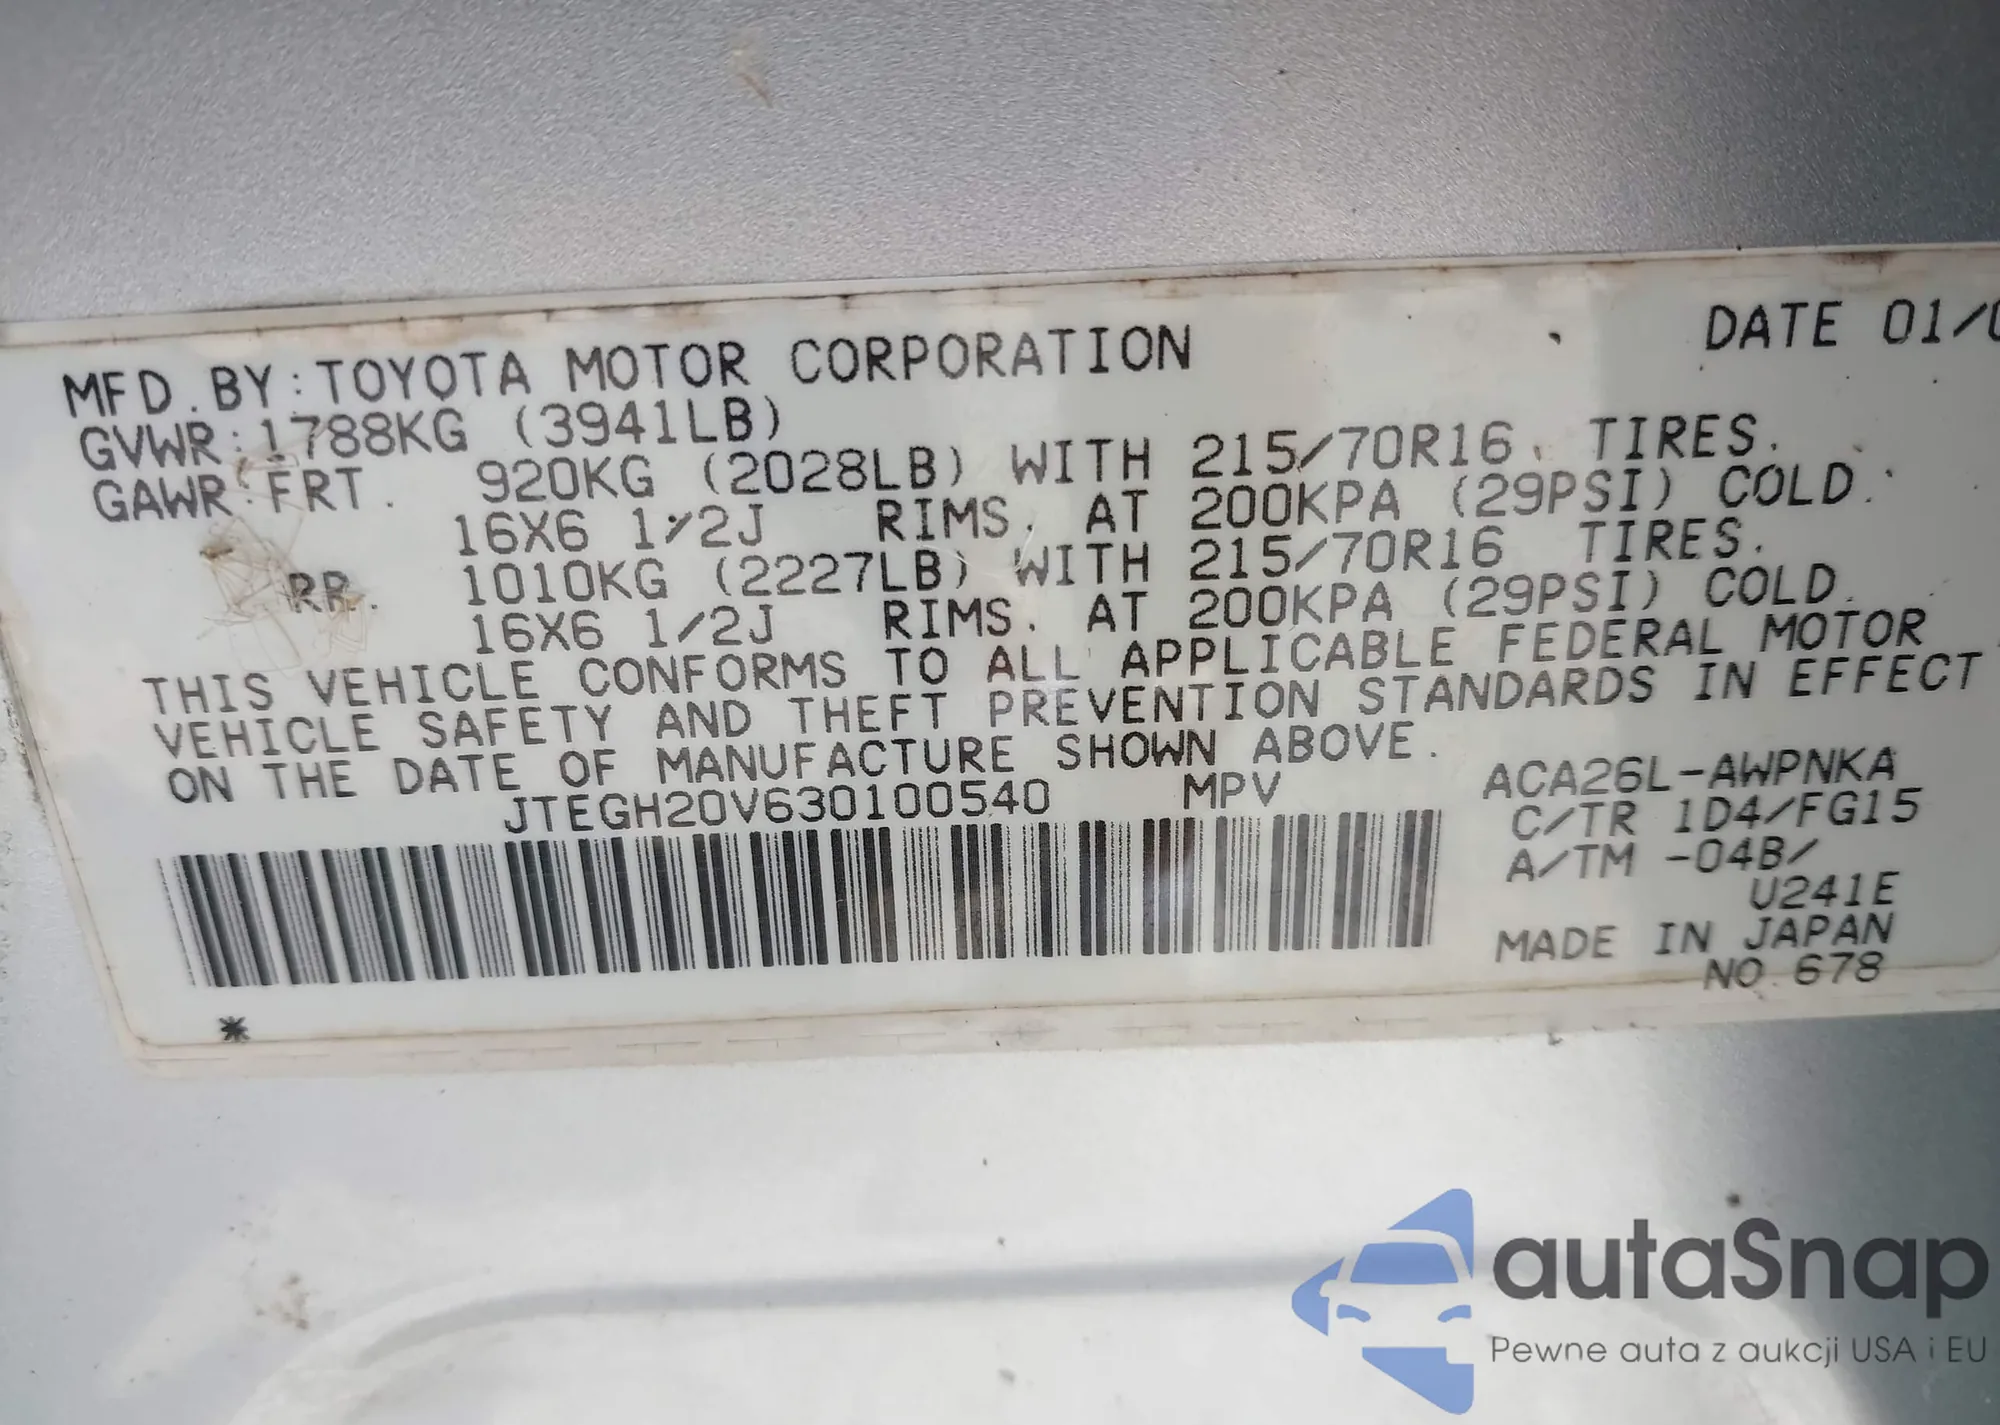 DATE 01/0
MFD.BY:TOYOTA MOTOR CORPORATION
GVWR:1788KG (3941LB)
GAWR:FRT. 920KG (2028LB) WITH 215/70R16. TIRES.
16X6 1/2J RIMS. AT 200KPA (29PSI) COLD.
RR. 1010KG (2227LB) WITH 215/70R16 TIRES.
16X6 1/2J RIMS. AT 200KPA (29PSI) COLD.
THIS VEHICLE CONFORMS TO ALL APPLICABLE FEDERAL MOTOR
VEHICLE SAFETY AND THEFT PREVENTION STANDARDS IN EFFECT
ON THE DATE OF MANUFACTURE SHOWN ABOVE.
JTEGH20V630100540 MPV
ACA26L-AWPNKA
C/TR 1D4/FG15
A/TM -04B/
U241E
MADE IN JAPAN
NO.678
*
autaSnap
Pewne auta z aukcji USA i EU